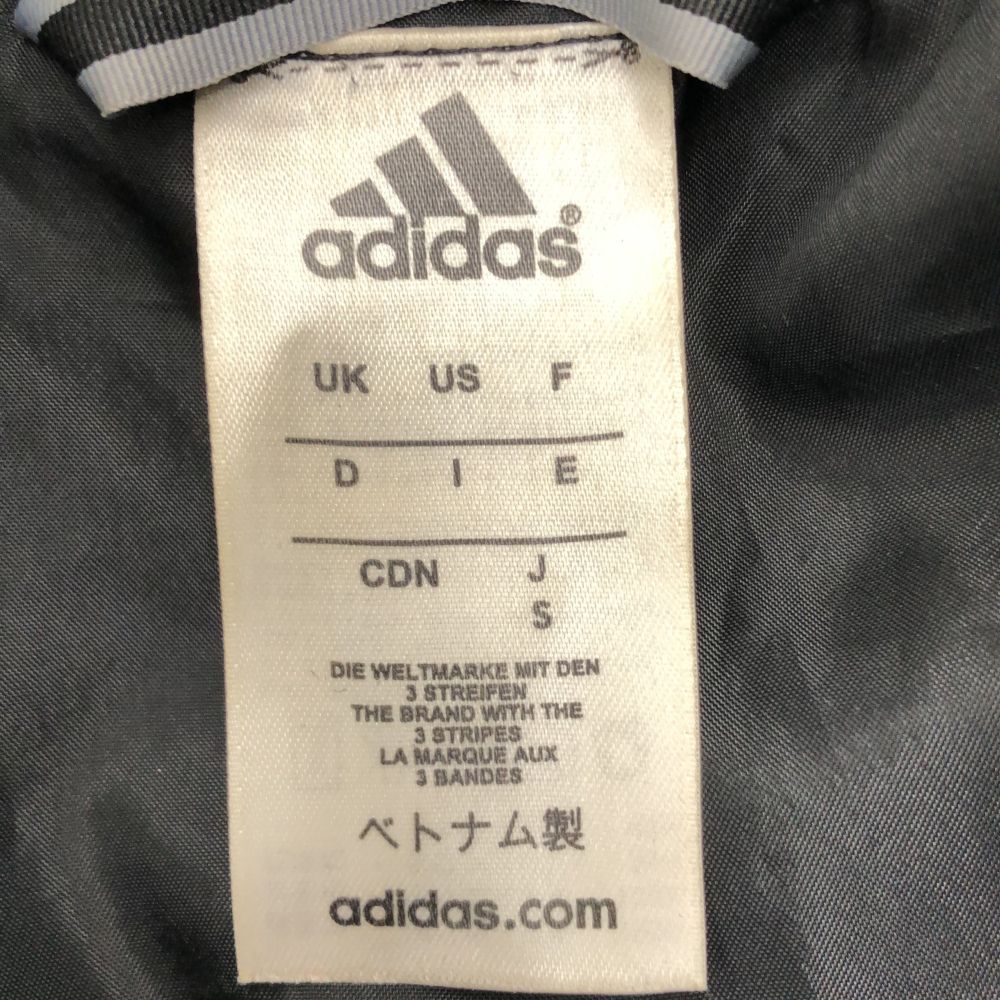 adidas®
UK US F
D I E
CDN J
S
DIE WELTMARKE MIT DEN
3 STREIFEN
THE BRAND WITH THE
3 STRIPES
LA MARQUE AUX
3 BANDES
ベトナム製
adidas.com